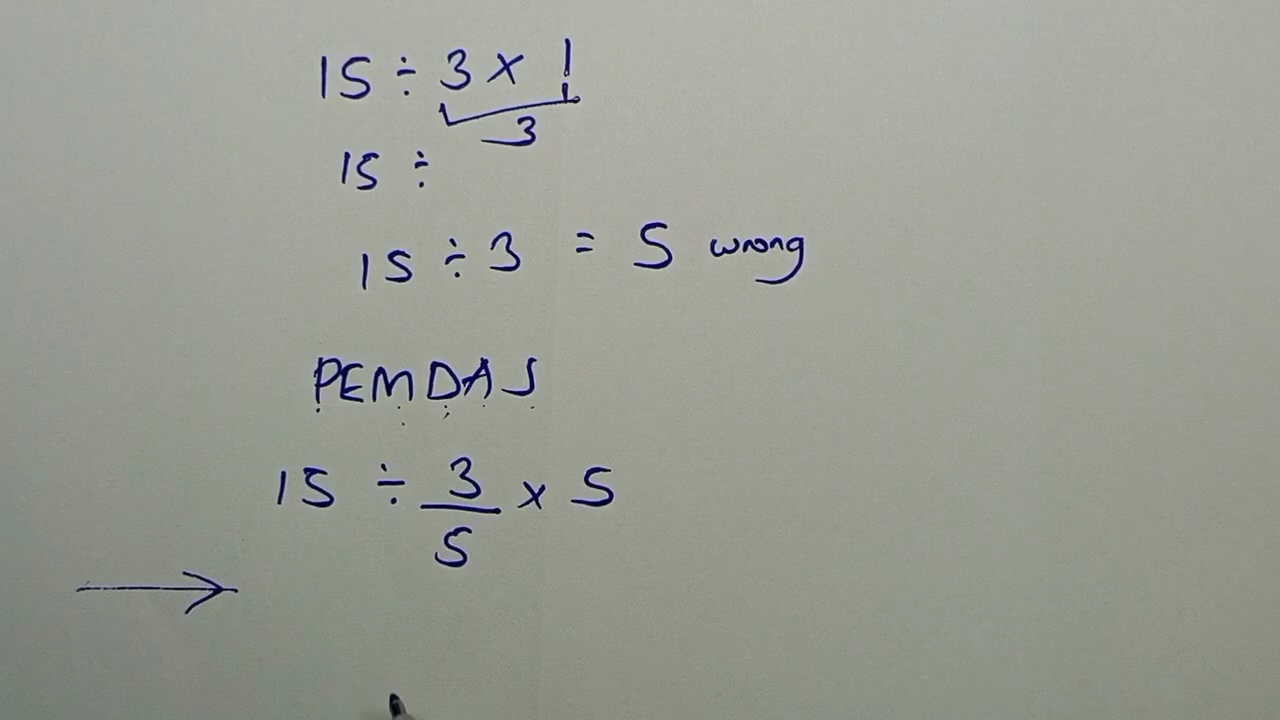 15 ÷ 3 × 1
3
15 ÷
15 ÷ 3 = 5 wrong
PEMDAS
15 ÷ 3/5 × 5